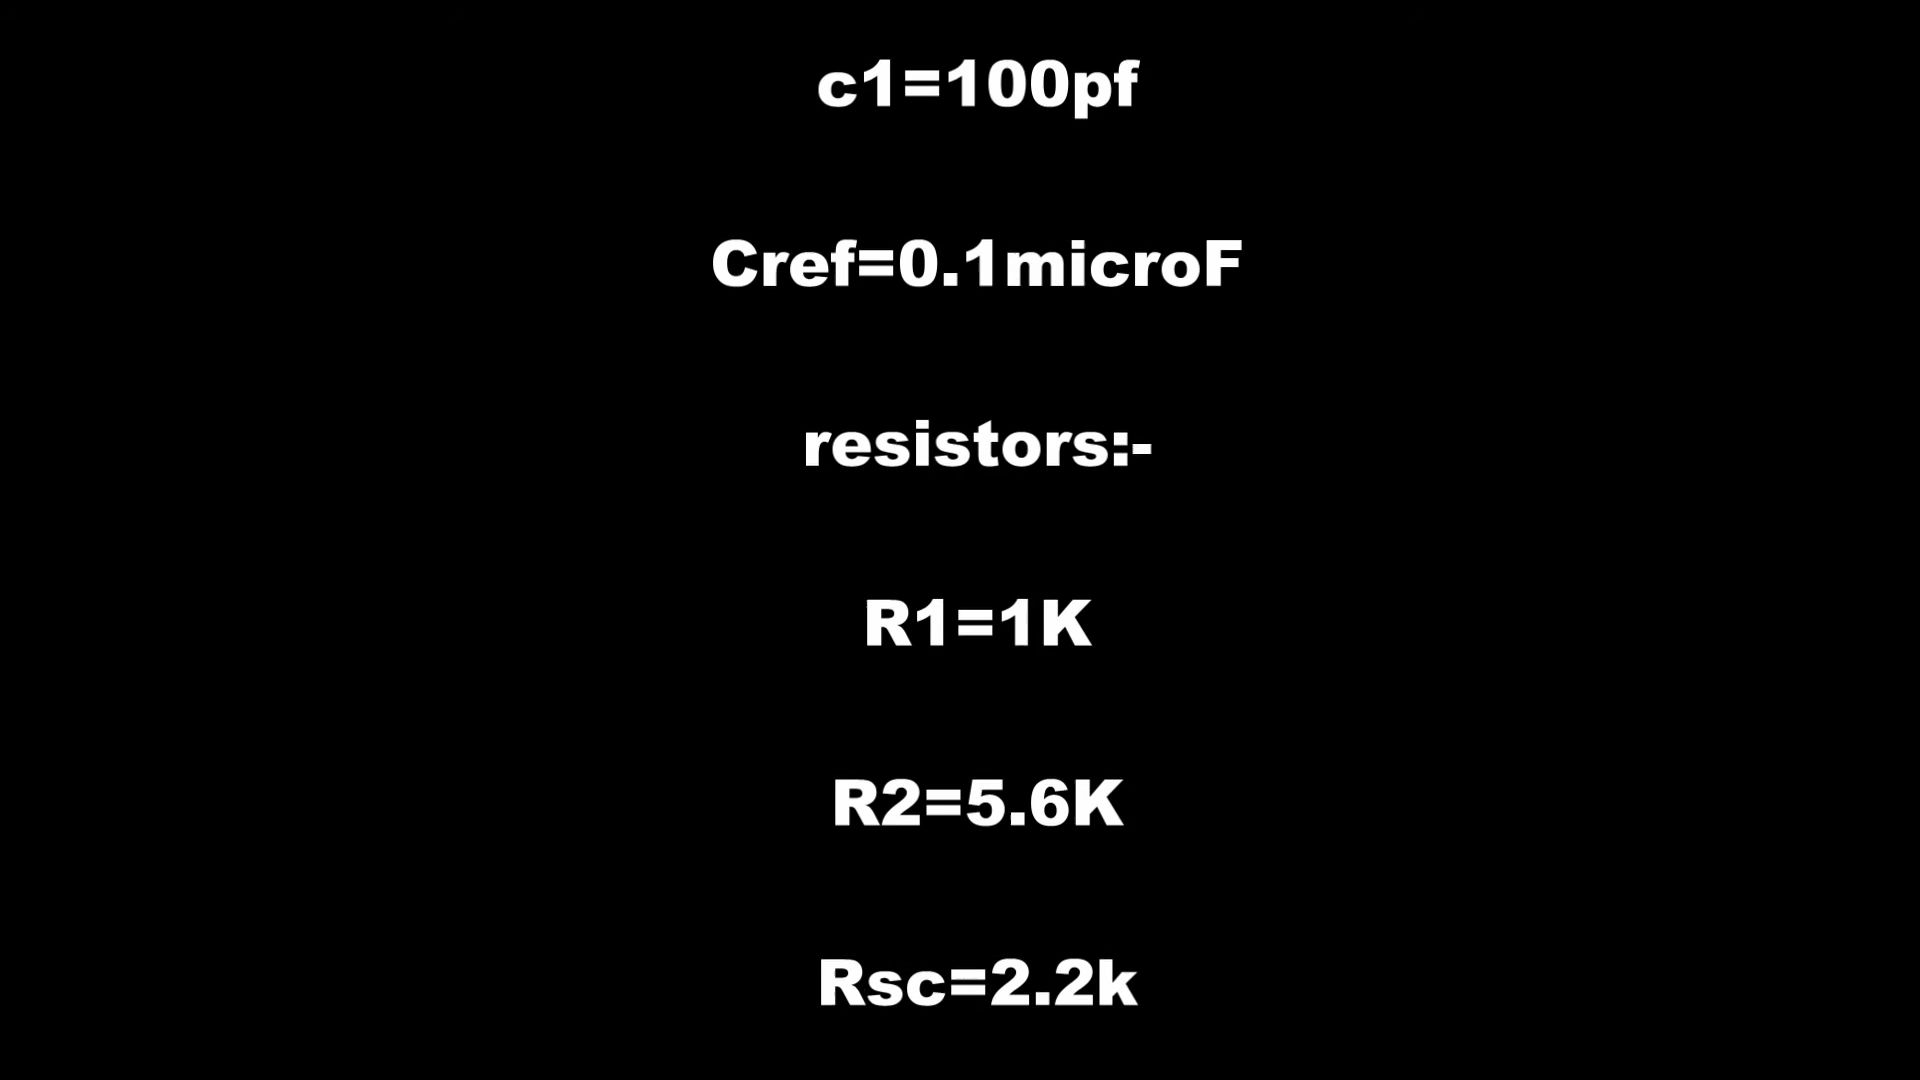 c1=100pf
Cref=0.1microF
resistors:-
R1=1K
R2=5.6K
Rsc=2.2k